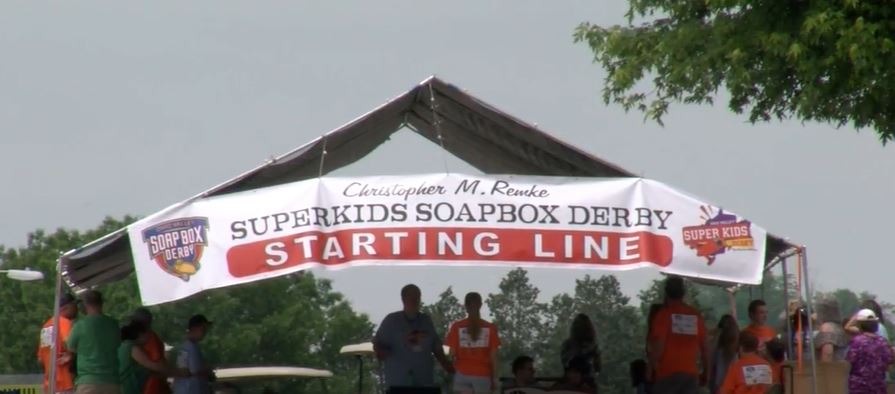 Christopher M. Remke
SUPERKIDS SOAPBOX DERBY
STARTING LINE
SOAP BOX
DERBY
SUPER KIDS